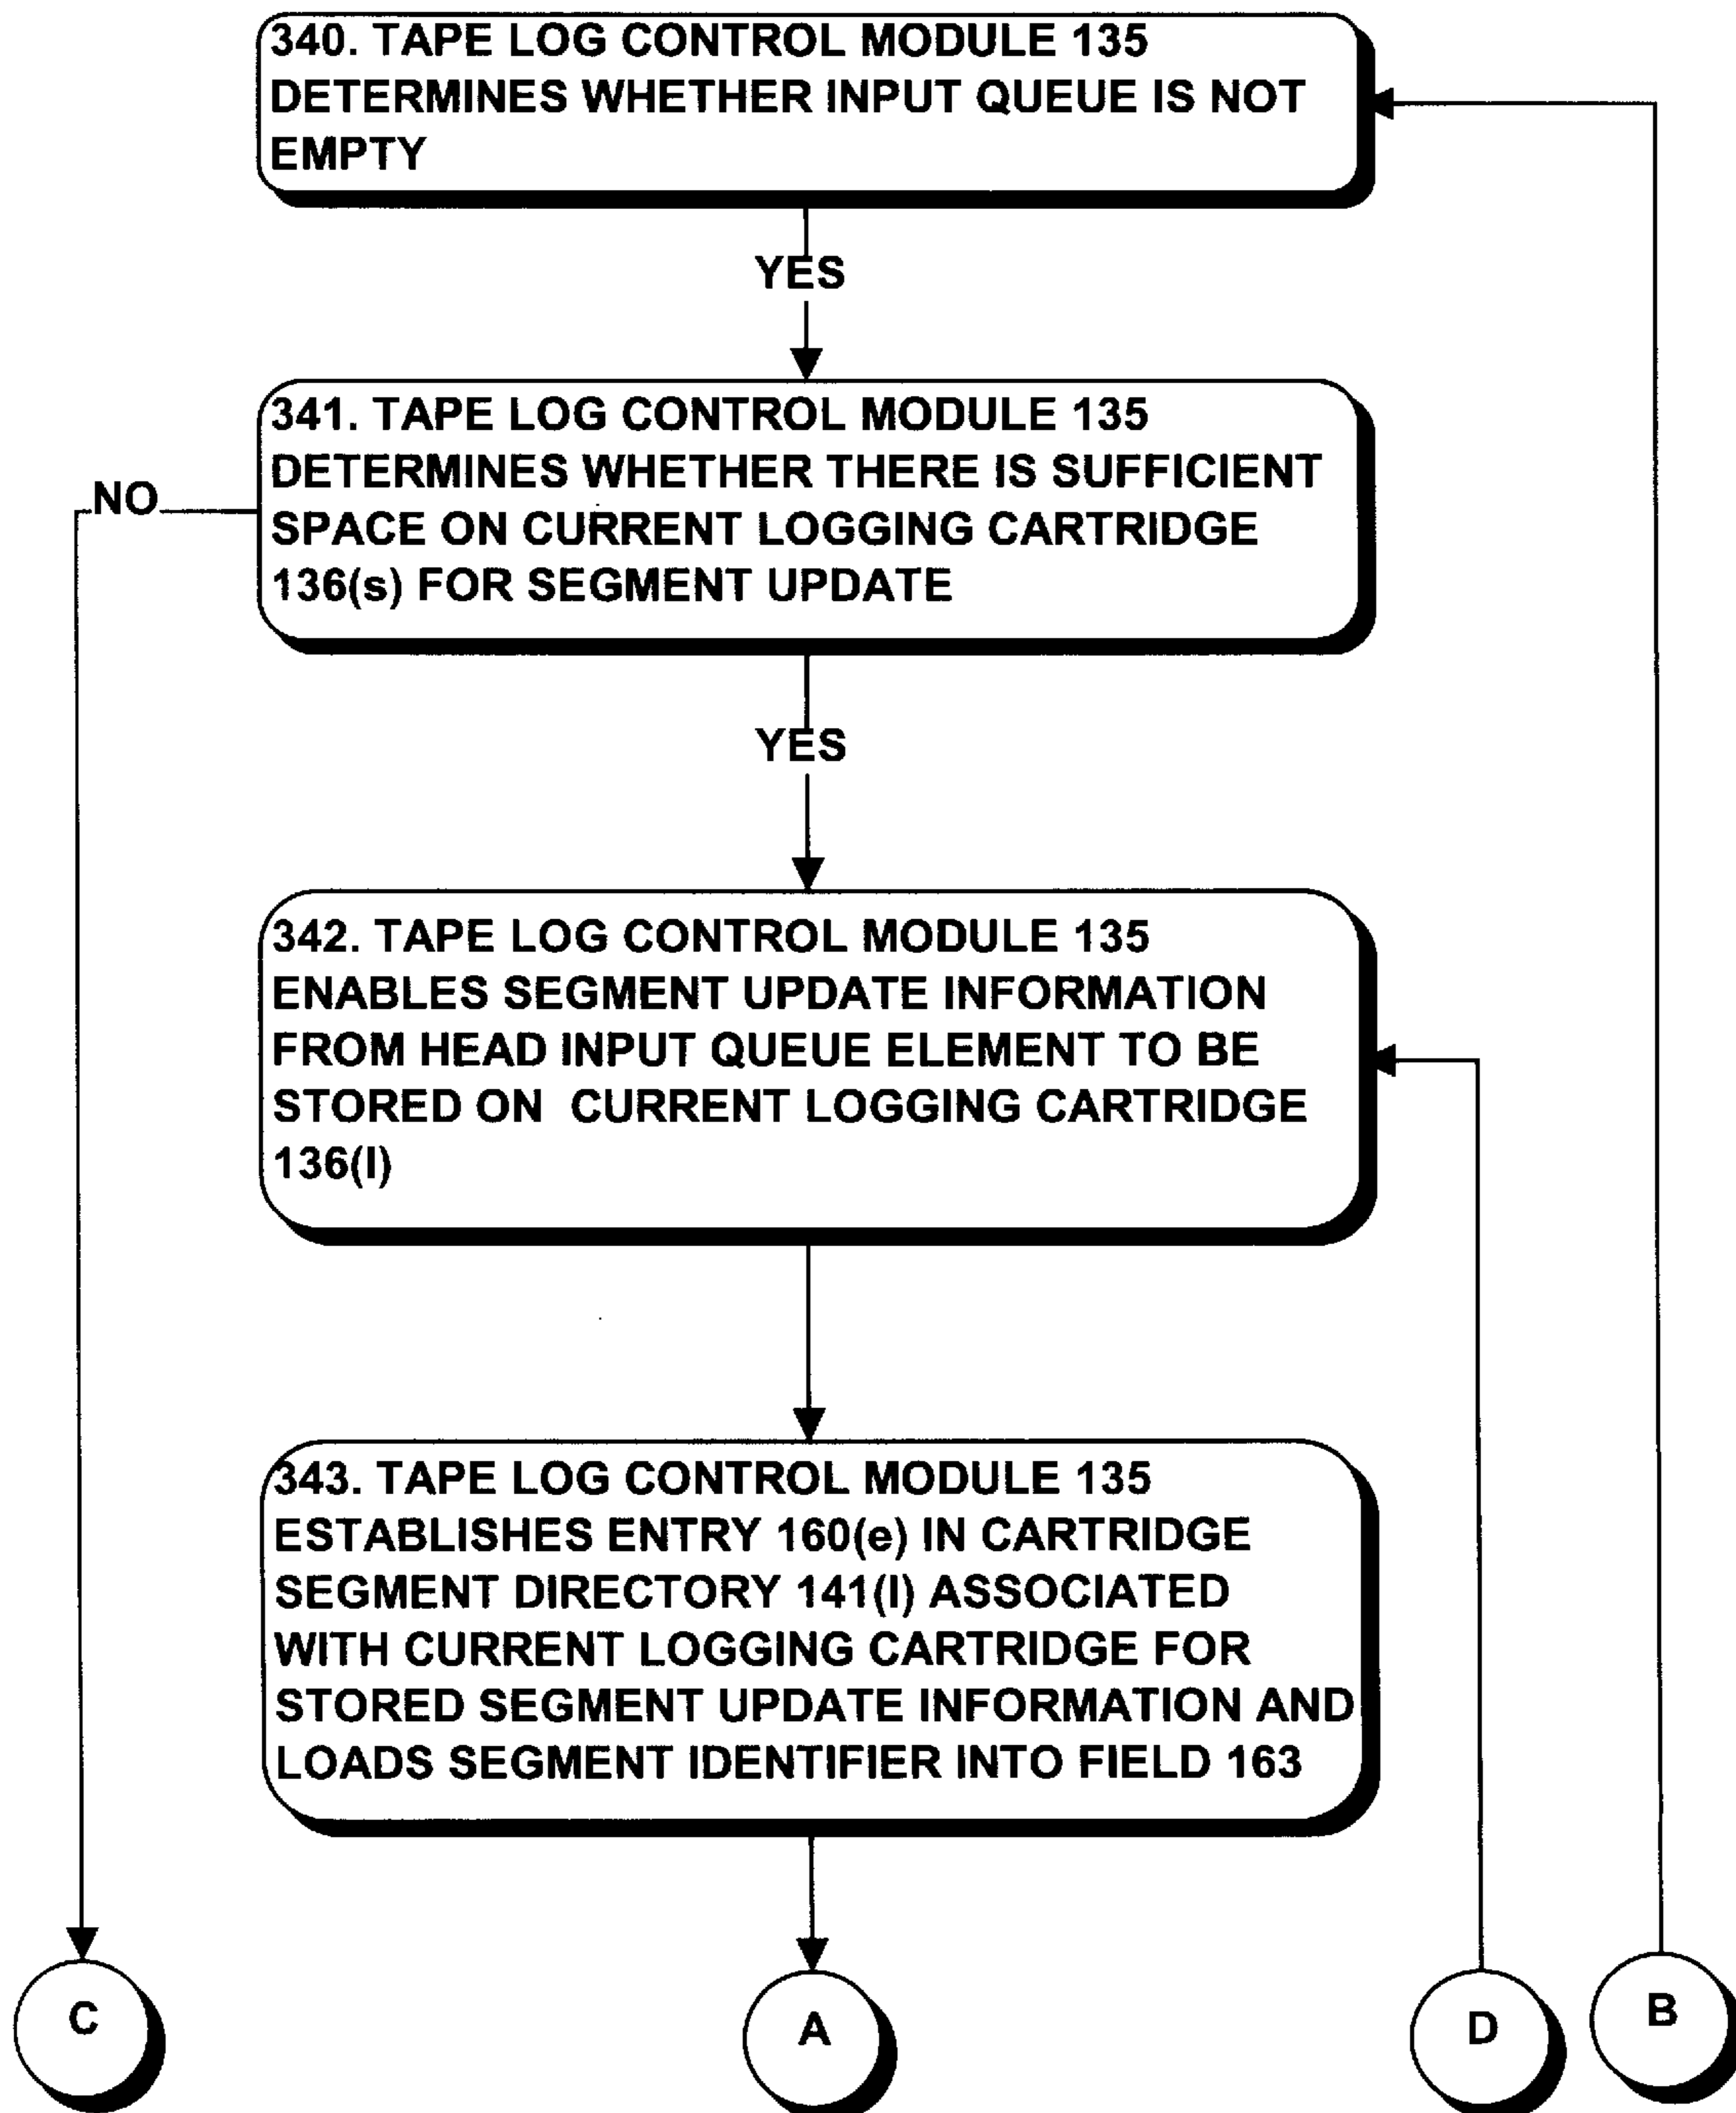 340. TAPE LOG CONTROL MODULE 135
DETERMINES WHETHER INPUT QUEUE IS NOT
EMPTY
YES
341. TAPE LOG CONTROL MODULE 135
DETERMINES WHETHER THERE IS SUFFICIENT
SPACE ON CURRENT LOGGING CARTRIDGE
136(s) FOR SEGMENT UPDATE
NO
YES
342. TAPE LOG CONTROL MODULE 135
ENABLES SEGMENT UPDATE INFORMATION
FROM HEAD INPUT QUEUE ELEMENT TO BE
STORED ON CURRENT LOGGING CARTRIDGE
136(l)
343. TAPE LOG CONTROL MODULE 135
ESTABLISHES ENTRY 160(e) IN CARTRIDGE
SEGMENT DIRECTORY 141(l) ASSOCIATED
WITH CURRENT LOGGING CARTRIDGE FOR
STORED SEGMENT UPDATE INFORMATION AND
LOADS SEGMENT IDENTIFIER INTO FIELD 163
C
A
D
B